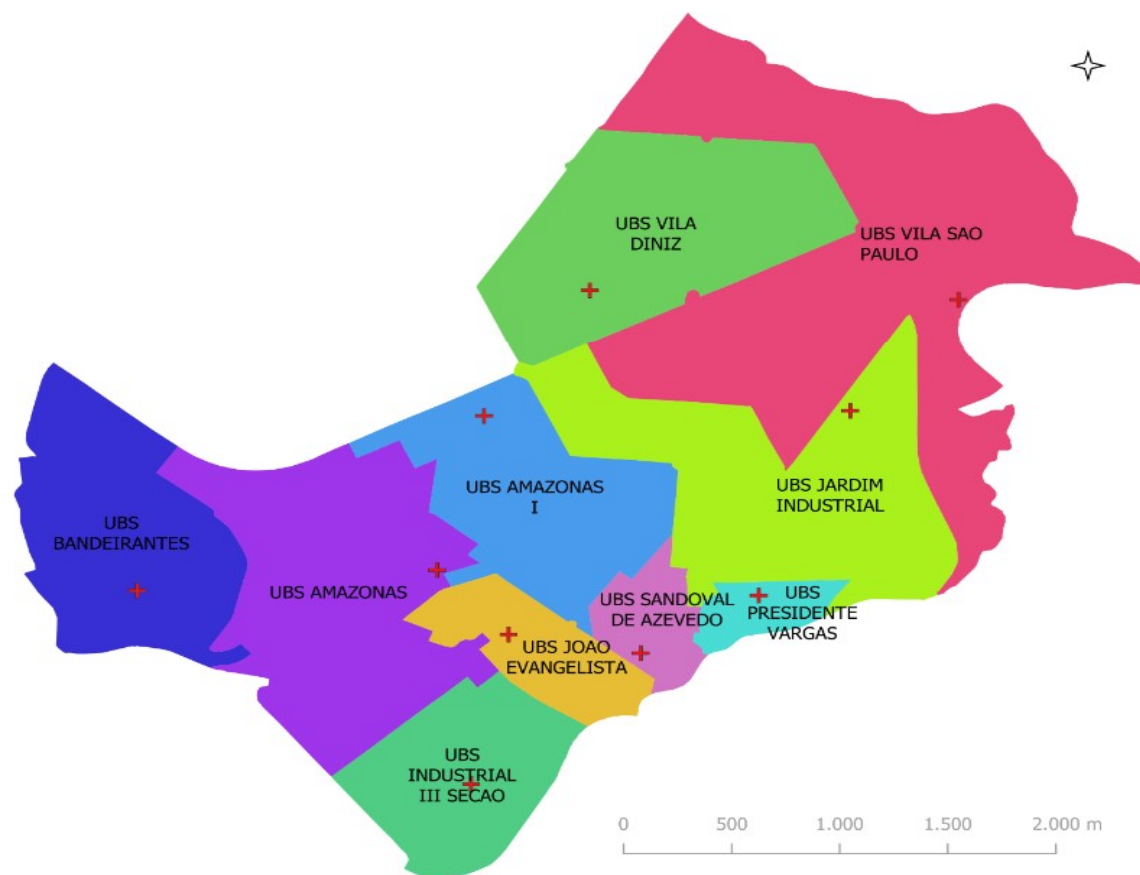 UBS VILA
DINIZ
UBS VILA SAO
PAULO
UBS AMAZONAS
I
UBS JARDIM
INDUSTRIAL
UBS
BANDEIRANTES
UBS AMAZONAS
UBS SANDOVAL
DE AZEVEDO
UBS
PRESIDENTE
VARGAS
UBS JOAO
EVANGELISTA
UBS
INDUSTRIAL
III SECAO
0 500 1.000 1.500 2.000 m